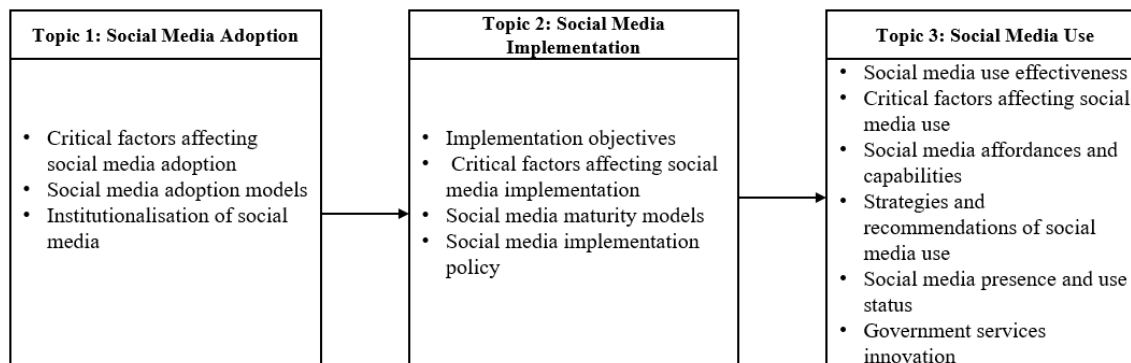 Topic 1: Social Media Adoption
• Critical factors affecting
social media adoption
• Social media adoption models
• Institutionalisation of social
media
Topic 2: Social Media
Implementation
• Implementation objectives
• Critical factors affecting social
media implementation
• Social media maturity models
• Social media implementation
policy
Topic 3: Social Media Use
• Social media use effectiveness
• Critical factors affecting social
media use
• Social media affordances and
capabilities
• Strategies and
recommendations of social
media use
• Social media presence and use
status
• Government services
innovation